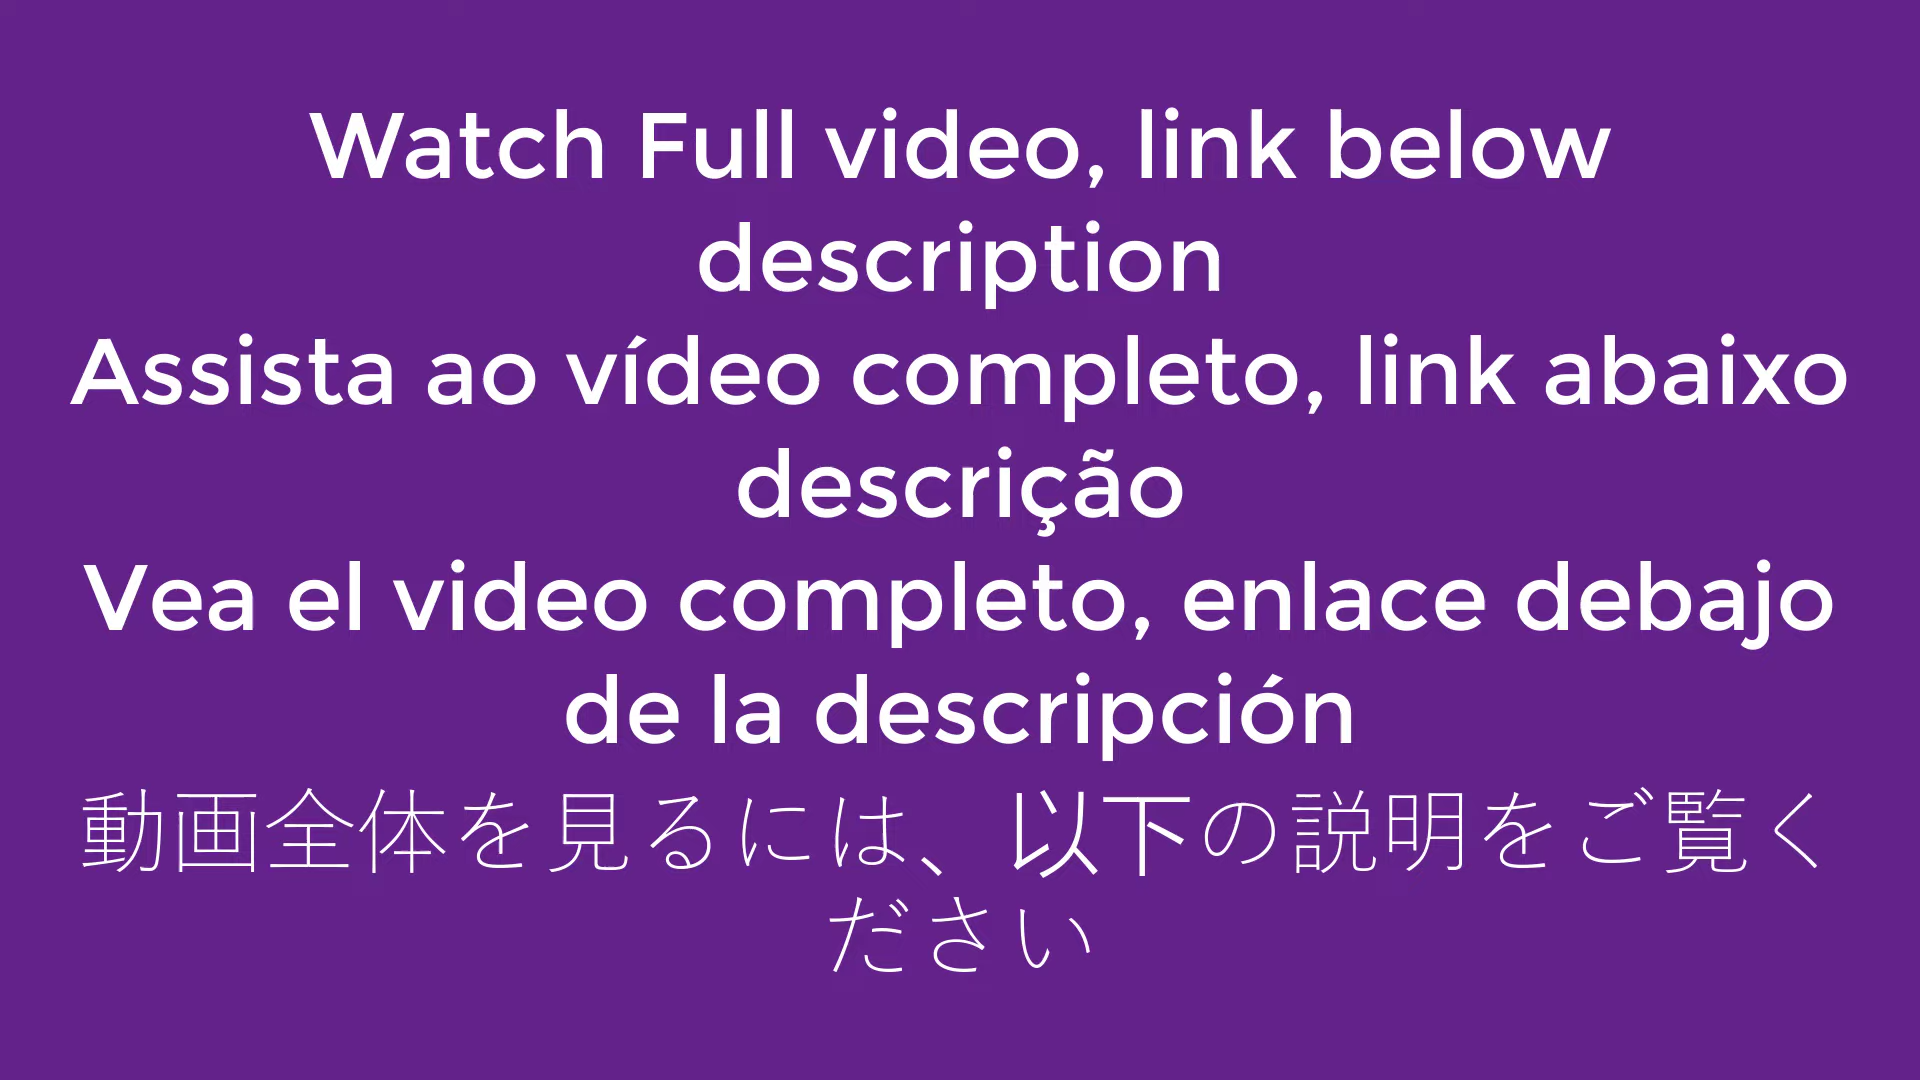 Watch Full video, link below
description
Assista ao vídeo completo, link abaixo
descrição
Vea el video completo, enlace debajo
de la descripción
動画全体を見るには、以下の説明をご覧く
ださい